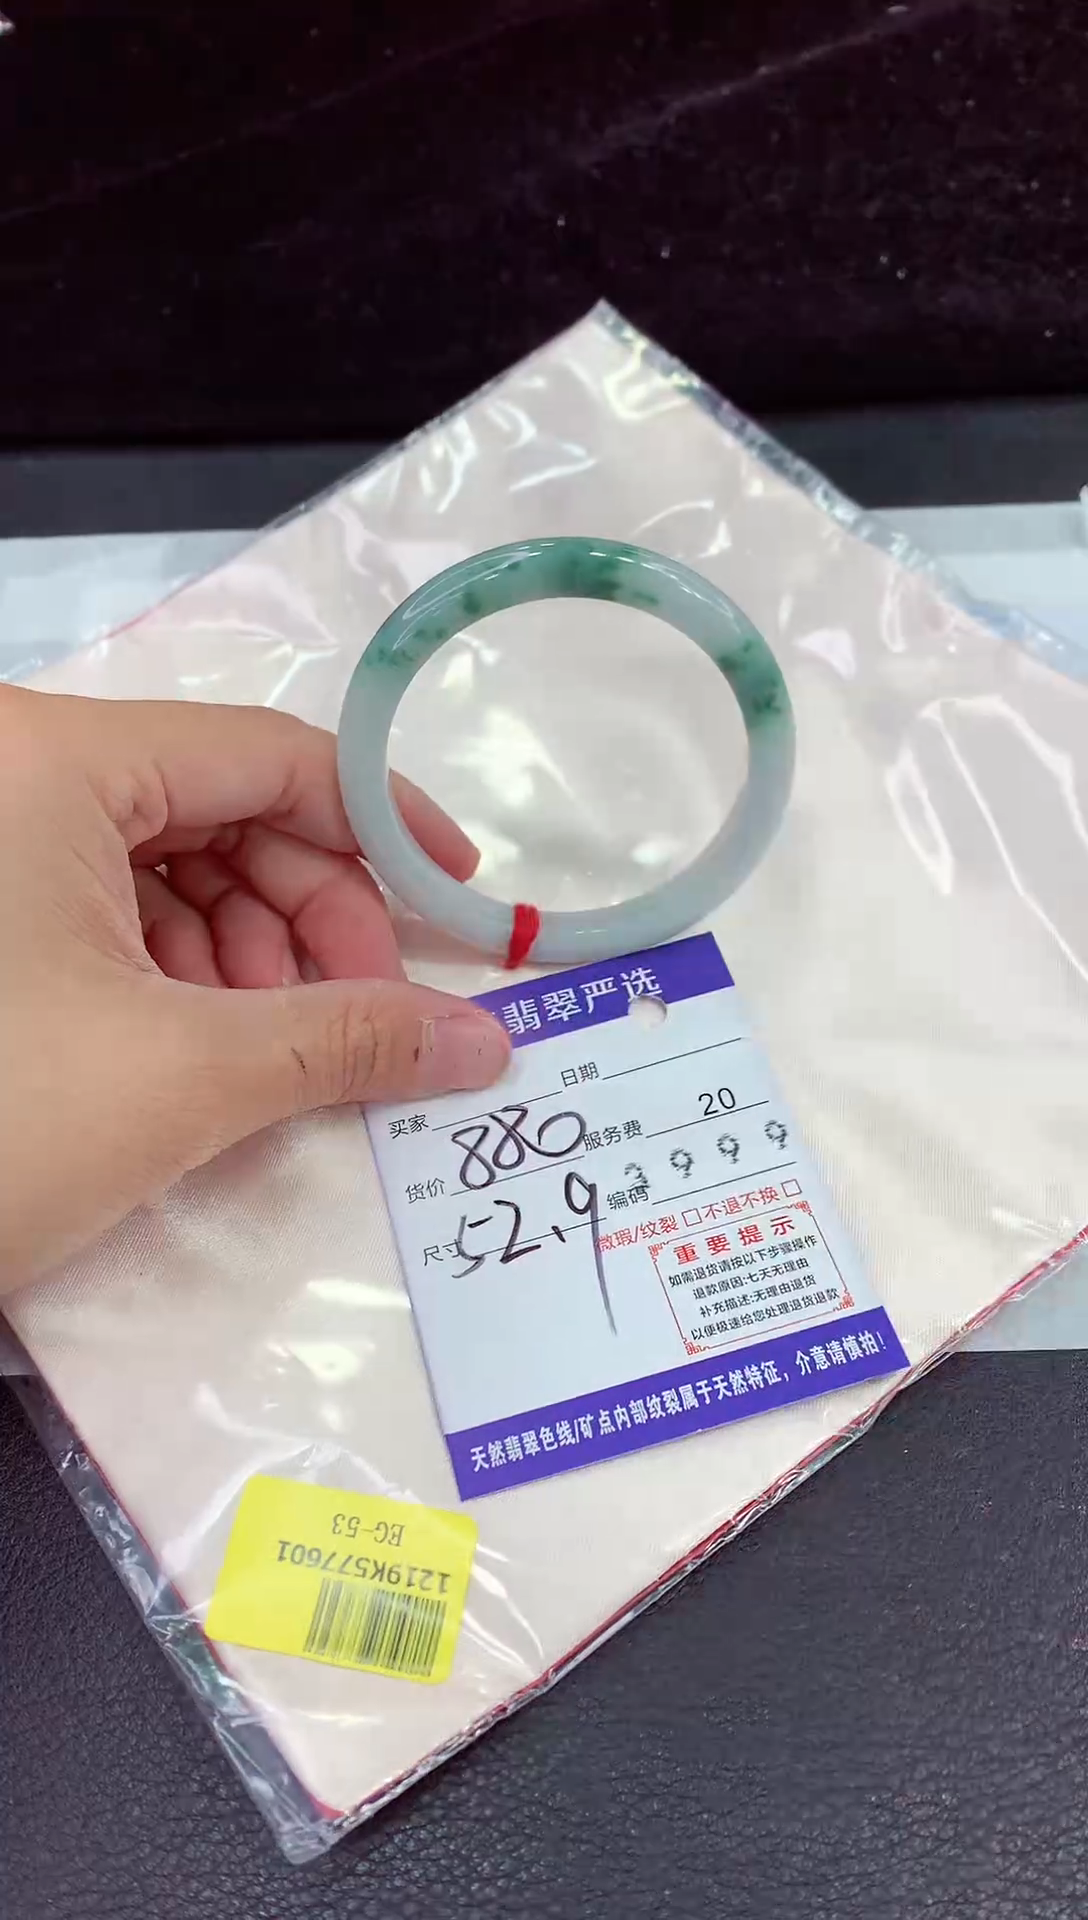 翡翠严选
买家 日期
货价 880 服务费 20
尺寸 52.9 编码 3999
微瑕/纹裂 □ 不退不换 □
重要提示
如需退货请按以下步骤操作
退款原因:七天无理由
补充描述:无理由退货
以便极速给您处理退货退款
天然翡翠色线/矿点内部纹裂属于天然特征，介意请慎拍!
EG-53
1219K577601